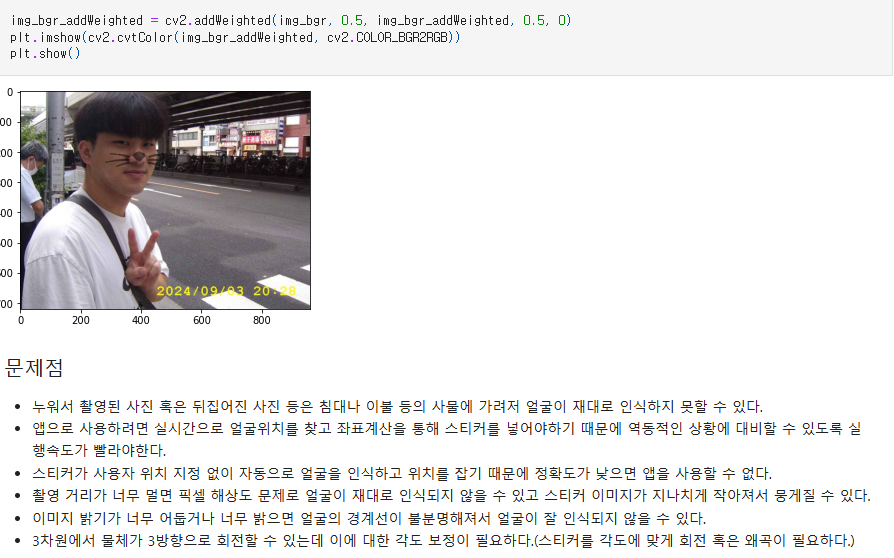 img_bgr_addWeighted = cv2.addWeighted(img_bgr, 0.5, img_bgr_addWeighted, 0.5, 0)
plt.imshow(cv2.cvtColor(img_bgr_addWeighted, cv2.COLOR_BGR2RGB))
plt.show()
0
00
200
300
400
500
600
700
2024/09/03 20:28
0 200 400 600 800
문제점
• 누워서 촬영된 사진 혹은 뒤집어진 사진 등은 침대나 이불 등의 사물에 가려저 얼굴이 재대로 인식하지 못할 수 있다.
• 앱으로 사용하려면 실시간으로 얼굴위치를 찾고 좌표계산을 통해 스티커를 넣어야하기 때문에 역동적인 상황에 대비할 수 있도록 실
행속도가 빨라야한다.
• 스티커가 사용자 위치 지정 없이 자동으로 얼굴을 인식하고 위치를 잡기 때문에 정확도가 낮으면 앱을 사용할 수 없다.
• 촬영 거리가 너무 멀면 픽셀 해상도 문제로 얼굴이 재대로 인식되지 않을 수 있고 스티커 이미지가 지나치게 작아져서 뭉게질 수 있다.
• 이미지 밝기가 너무 어둡거나 너무 밝으면 얼굴의 경계선이 불분명해져서 얼굴이 잘 인식되지 않을 수 있다.
• 3차원에서 물체가 3방향으로 회전할 수 있는데 이에 대한 각도 보정이 필요하다.(스티커를 각도에 맞게 회전 혹은 왜곡이 필요하다.)